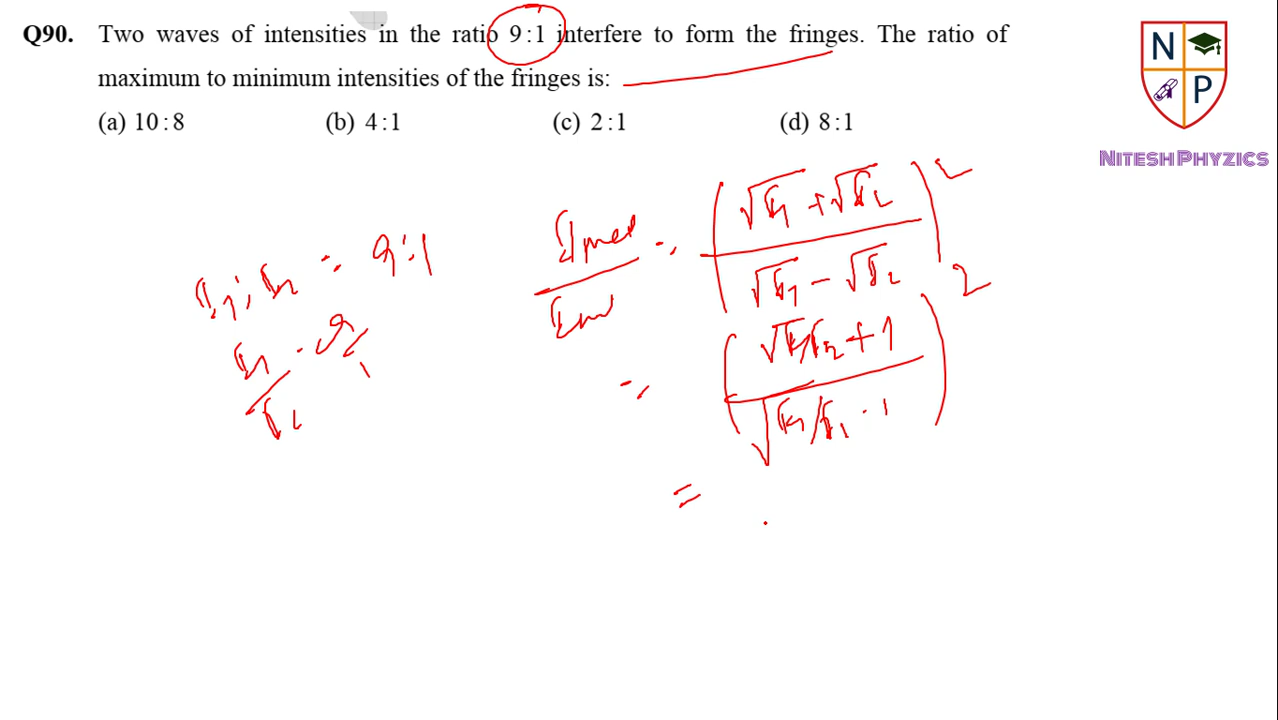 Q90. Two waves of intensities in the ratio 9:1 interfere to form the fringes. The ratio of
maximum to minimum intensities of the fringes is:
(a) 10:8 (b) 4:1 (c) 2:1 (d) 8:1
N P
NITESH PHYZICS
I1 : I2 = 9:1
I1/I2 = 9/1
Imax/Imin = ((√I1 + √I2)/(√I1 - √I2))2
= ((√I1/I2 + 1)/(√I1/I2 - 1))2
=